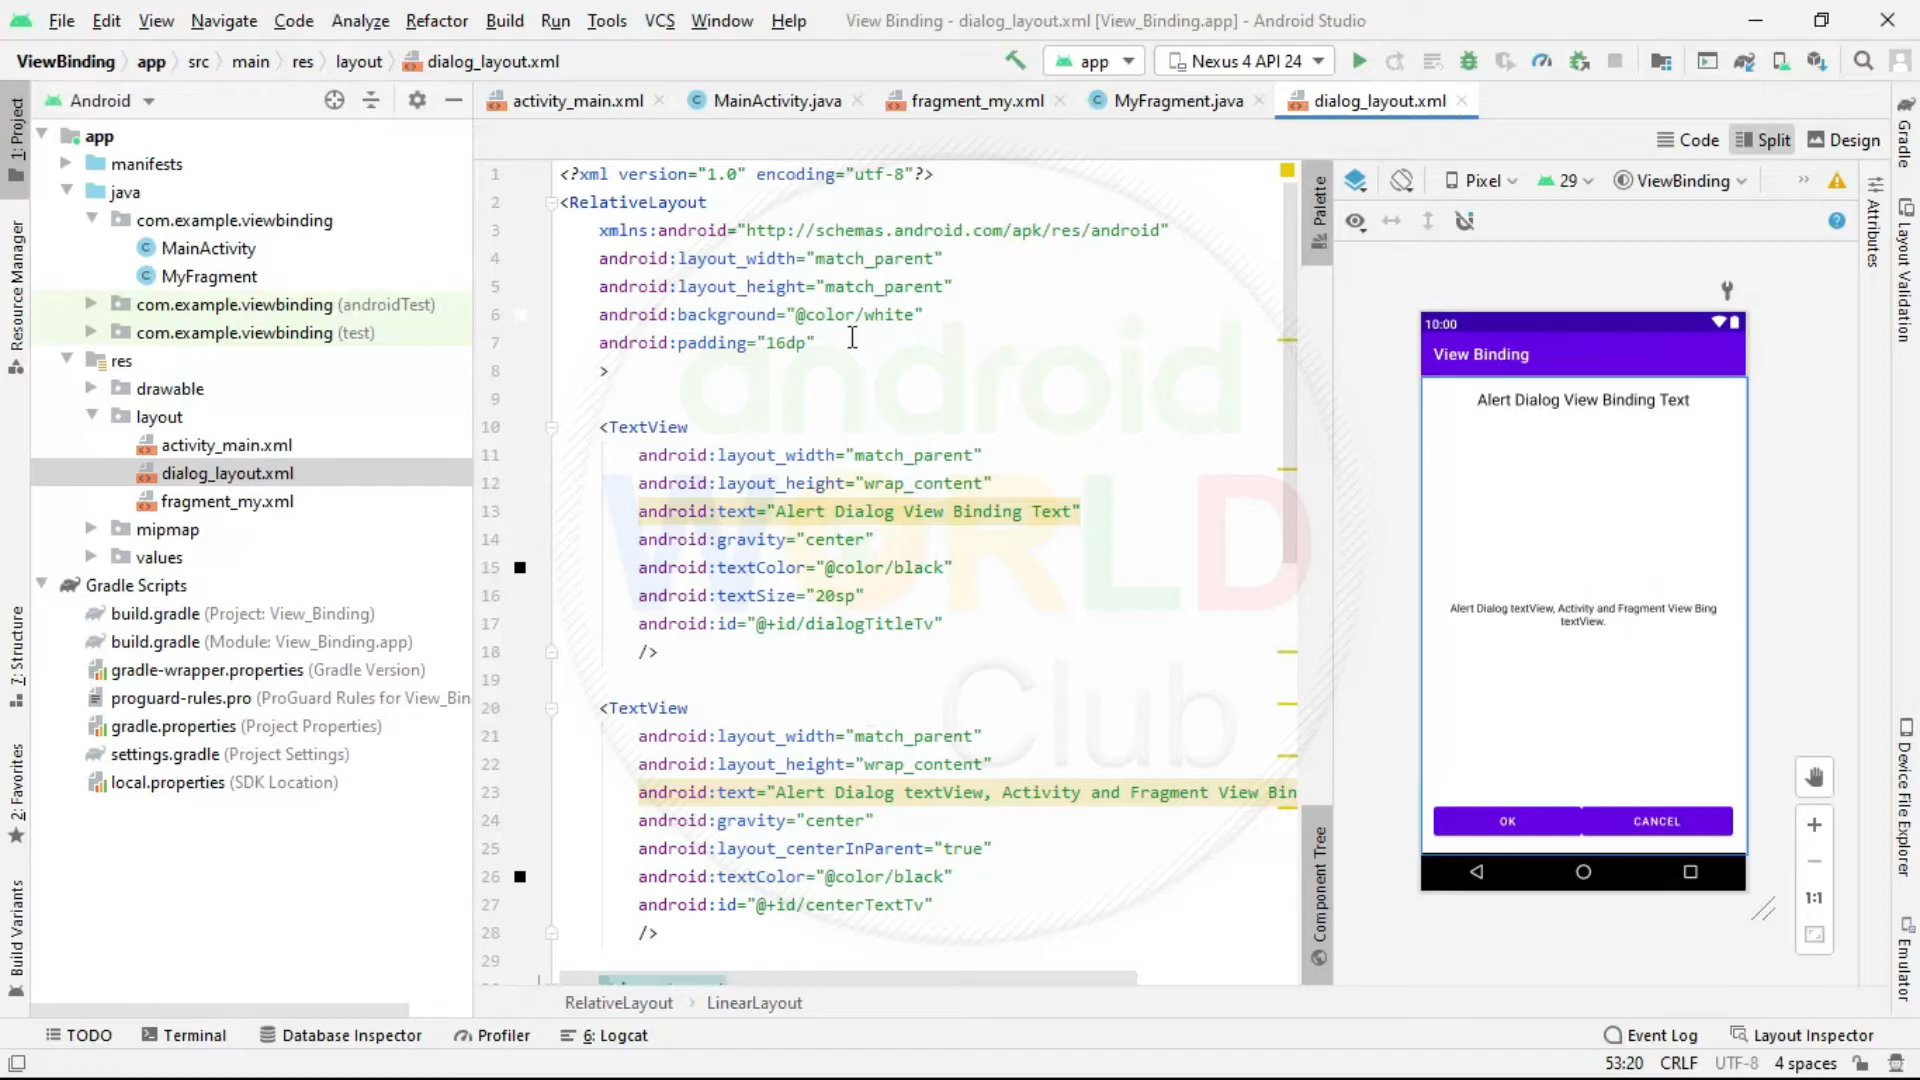 File Edit View Navigate Code Analyze Refactor Build Run Tools VCS Window Help View Binding - dialog_layout.xml [View_Binding.app] - Android Studio
ViewBinding app src main res layout dialog_layout.xml app Nexus 4 API 24
Android activity_main.xml MainActivity.java fragment_my.xml MyFragment.java dialog_layout.xml
Code Split Design
Pixel 29 ViewBinding
1: Project
Resource Manager
7: Structure
2: Favorites
Build Variants
app
manifests
java
com.example.viewbinding
MainActivity
MyFragment
com.example.viewbinding (androidTest)
com.example.viewbinding (test)
res
drawable
layout
activity_main.xml
dialog_layout.xml
fragment_my.xml
mipmap
values
Gradle Scripts
build.gradle (Project: View_Binding)
build.gradle (Module: View_Binding.app)
gradle-wrapper.properties (Gradle Version)
proguard-rules.pro (ProGuard Rules for View_Bin
gradle.properties (Project Properties)
settings.gradle (Project Settings)
local.properties (SDK Location)
1 <?xml version="1.0" encoding="utf-8"?>
2 <RelativeLayout
3 xmlns:android="http://schemas.android.com/apk/res/android"
4 android:layout_width="match_parent"
5 android:layout_height="match_parent"
6 android:background="@color/white"
7 android:padding="16dp"
8 >
9
10 <TextView
11 android:layout_width="match_parent"
12 android:layout_height="wrap_content"
13 android:text="Alert Dialog View Binding Text"
14 android:gravity="center"
15 android:textColor="@color/black"
16 android:textSize="20sp"
17 android:id="@+id/dialogTitleTv"
18 />
19
20 <TextView
21 android:layout_width="match_parent"
22 android:layout_height="wrap_content"
23 android:text="Alert Dialog textView, Activity and Fragment View Bin
24 android:gravity="center"
25 android:layout_centerInParent="true"
26 android:textColor="@color/black"
27 android:id="@+id/centerTextTv"
28 />
29
android
WORLD
Club
RelativeLayout LinearLayout
Palette
Component Tree
10:00
View Binding
Alert Dialog View Binding Text
Alert Dialog textView, Activity and Fragment View Bing
textView.
OK CANCEL
1:1
Attributes
Gradle
Layout Validation
Device File Explorer
Emulator
TODO Terminal Database Inspector Profiler 6: Logcat Event Log Layout Inspector
53:20 CRLF UTF-8 4 spaces